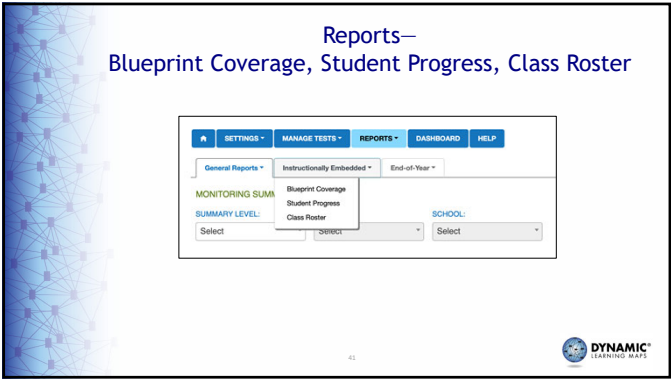 Reports—
Blueprint Coverage, Student Progress, Class Roster
SETTINGS MANAGE TESTS REPORTS DASHBOARD HELP
General Reports Instructionally Embedded End-of-Year
MONITORING SUMM
Blueprint Coverage
Student Progress
Class Roster
SUMMARY LEVEL: SCHOOL:
Select Select Select
41
DYNAMIC®
LEARNING MAPS